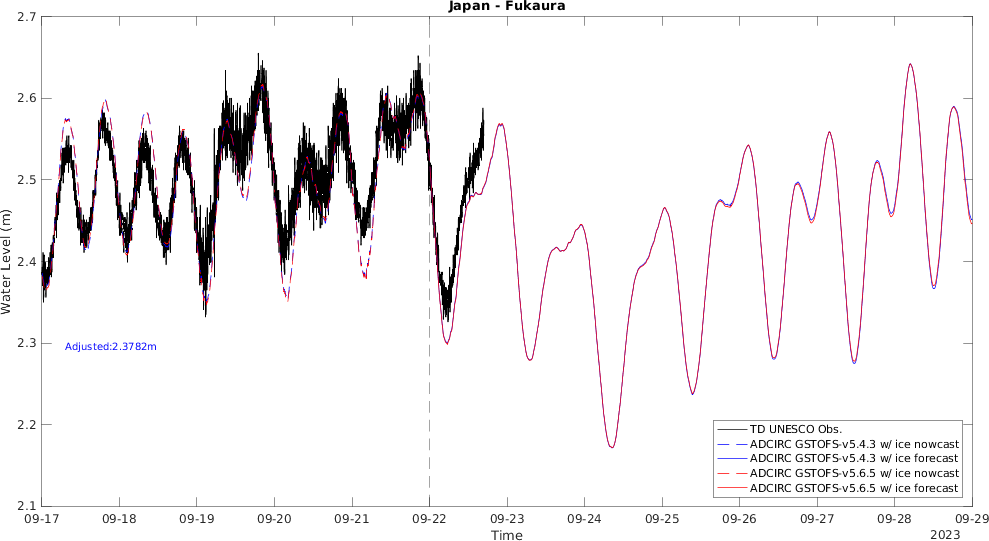 Japan - Fukaura
2.7
2.6
2.5
2.4
2.3
2.2
2.1
Water Level (m)
Adjusted:2.3782m
TD UNESCO Obs.
ADCIRC GSTOFS-v5.4.3 w/ ice nowcast
ADCIRC GSTOFS-v5.4.3 w/ ice forecast
ADCIRC GSTOFS-v5.6.5 w/ ice nowcast
ADCIRC GSTOFS-v5.6.5 w/ ice forecast
09-17 09-18 09-19 09-20 09-21 09-22 09-23 09-24 09-25 09-26 09-27 09-28 09-29
Time
2023